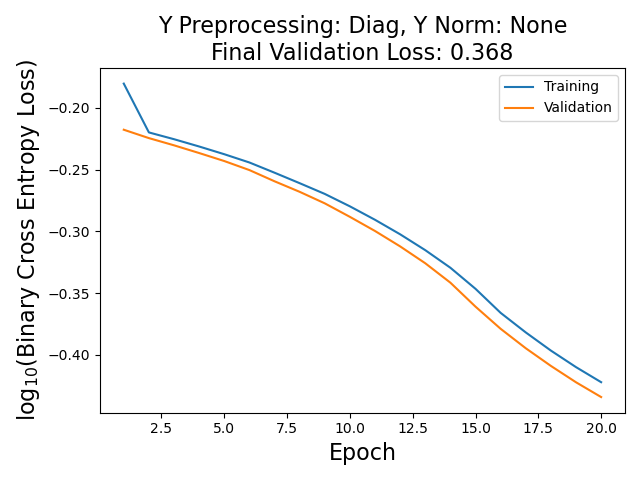 Y Preprocessing: Diag, Y Norm: None
Final Validation Loss: 0.368
Training
Validation
log₁₀(Binary Cross Entropy Loss)
−0.20
−0.25
−0.30
−0.35
−0.40
2.5 5.0 7.5 10.0 12.5 15.0 17.5 20.0
Epoch